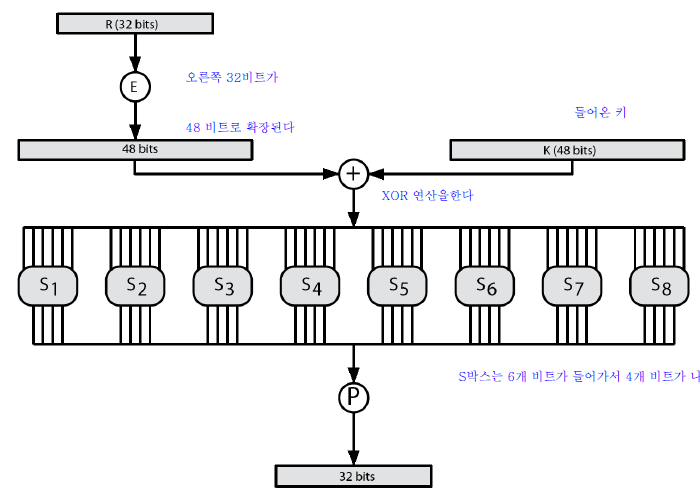 R (32 bits)
E
오른쪽 32비트가
48 비트로 확장된다
들어온 키
48 bits
K (48 bits)
+
XOR 연산을한다
S1 S2 S3 S4 S5 S6 S7 S8
S박스는 6개 비트가 들어가서 4개 비트가 나
P
32 bits